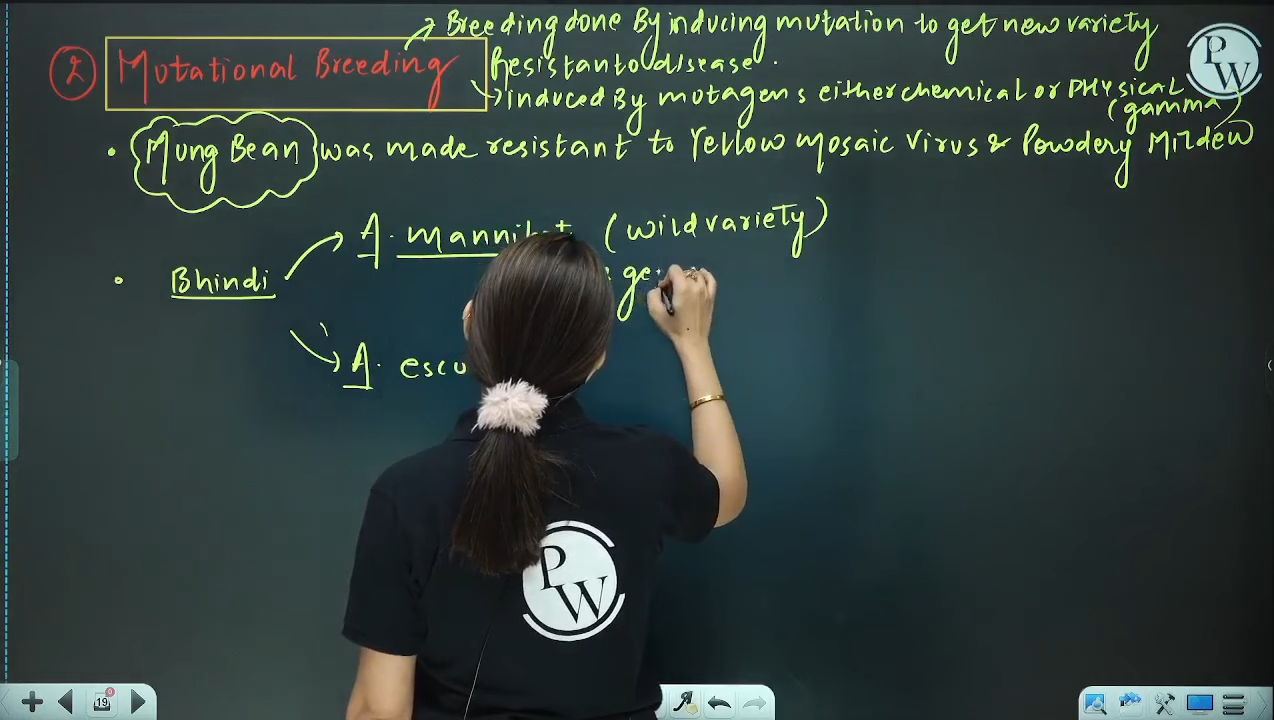 → Breeding done By inducing mutation to get new variety
② Mutational Breeding
Resistant to disease.
→ induced By mutagens either chemical or PHysical
(gamma
• Mung Bean was made resistant to Yellow Mosaic Virus & Powdery Mildew
A. (wild variety)
• Bhindi
A.
PW
PW
19
9